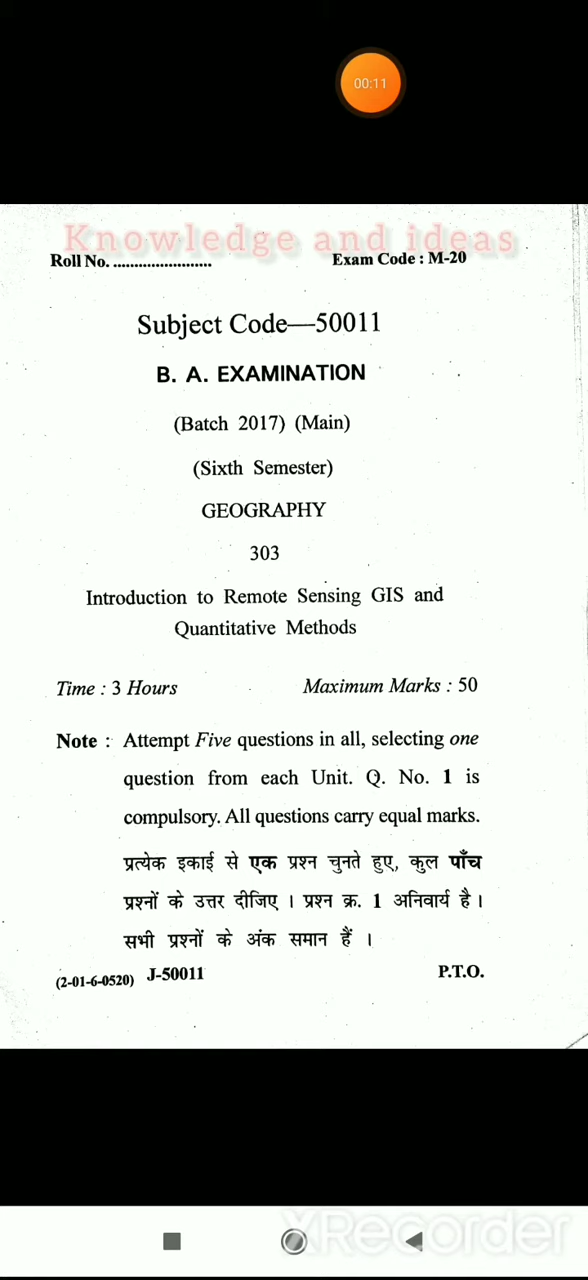 00:11
Knowledge and ideas
Roll No. ........................ Exam Code : M-20
Subject Code—50011
B. A. EXAMINATION
(Batch 2017) (Main)
(Sixth Semester)
GEOGRAPHY
303
Introduction to Remote Sensing GIS and
Quantitative Methods
Time : 3 Hours Maximum Marks : 50
Note : Attempt Five questions in all, selecting one
question from each Unit. Q. No. 1 is
compulsory. All questions carry equal marks.
प्रत्येक इकाई से एक प्रश्न चुनते हुए, कुल पाँच
प्रश्नों के उत्तर दीजिए । प्रश्न क्र. 1 अनिवार्य है।
सभी प्रश्नों के अंक समान हैं ।
(2-01-6-0520) J-50011 P.T.O.
XRecorder